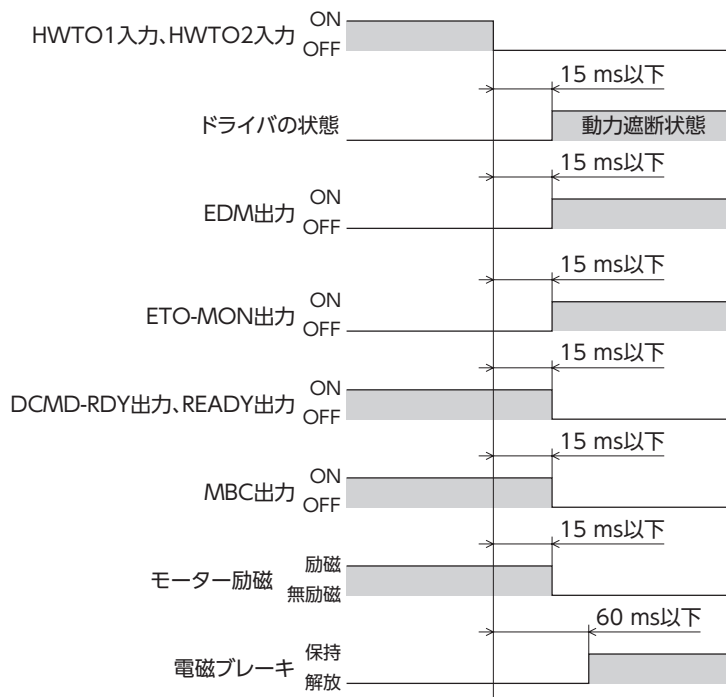 HWTO1入力、HWTO2入力
ON
OFF
15 ms以下
ドライバの状態
動力遮断状態
15 ms以下
EDM出力
ON
OFF
15 ms以下
ETO-MON出力
ON
OFF
15 ms以下
DCMD-RDY出力、READY出力
ON
OFF
15 ms以下
MBC出力
ON
OFF
15 ms以下
モーター励磁
励磁
無励磁
60 ms以下
電磁ブレーキ
保持
解放